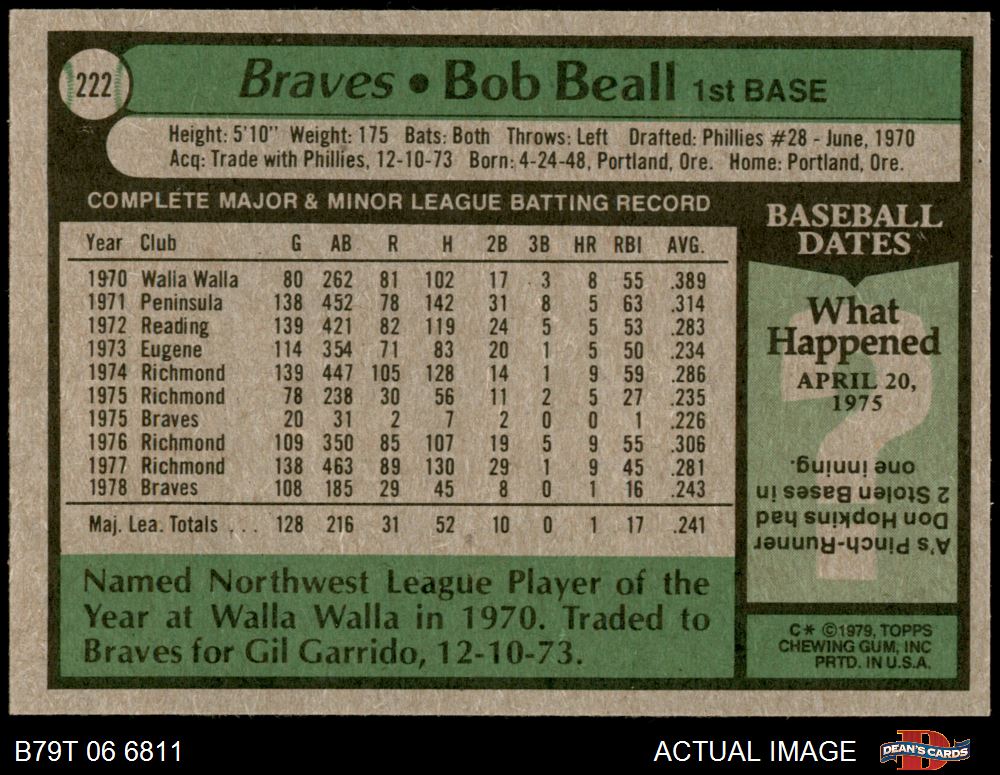 222
Braves • Bob Beall 1st BASE
Height: 5'10" Weight: 175 Bats: Both Throws: Left Drafted: Phillies #28 - June, 1970
Acq: Trade with Phillies, 12-10-73 Born: 4-24-48, Portland, Ore. Home: Portland, Ore.
COMPLETE MAJOR & MINOR LEAGUE BATTING RECORD
Year Club G AB R H 2B 3B HR RBI AVG.
1970 Walla Walla 80 262 81 102 17 3 8 55 .389
1971 Peninsula 138 452 78 142 31 8 5 63 .314
1972 Reading 139 421 82 119 24 5 5 53 .283
1973 Eugene 114 354 71 83 20 1 5 50 .234
1974 Richmond 139 447 105 128 14 1 9 59 .286
1975 Richmond 78 238 30 56 11 2 5 27 .235
1975 Braves 20 31 2 7 2 0 0 1 .226
1976 Richmond 109 350 85 107 19 5 9 55 .306
1977 Richmond 138 463 89 130 29 1 9 45 .281
1978 Braves 108 185 29 45 8 0 1 16 .243
Maj. Lea. Totals ... 128 216 31 52 10 0 1 17 .241
Named Northwest League Player of the
Year at Walla Walla in 1970. Traded to
Braves for Gil Garrido, 12-10-73.
BASEBALL
DATES
What
Happened
APRIL 20,
1975
?
A's Pinch-Runner
Don Hopkins had
2 Stolen Bases in
one inning.
C* ©1979, TOPPS
CHEWING GUM, INC
PRTD. IN U.S.A.
B79T 06 6811
ACTUAL IMAGE
D
DEAN'S CARDS